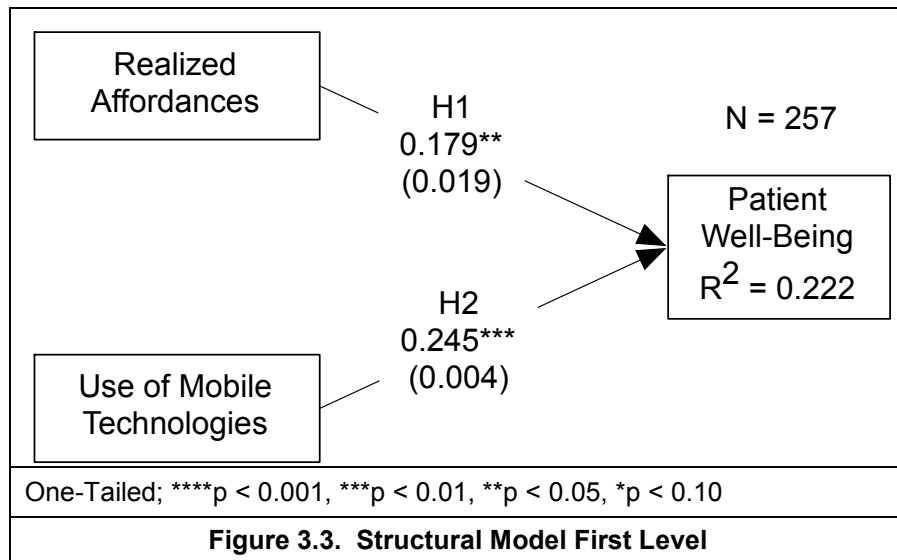 Realized
Affordances
H1
0.179**
(0.019)
N = 257
Patient
Well-Being
R² = 0.222
H2
0.245***
(0.004)
Use of Mobile
Technologies
One-Tailed; ****p < 0.001, ***p < 0.01, **p < 0.05, *p < 0.10
Figure 3.3. Structural Model First Level